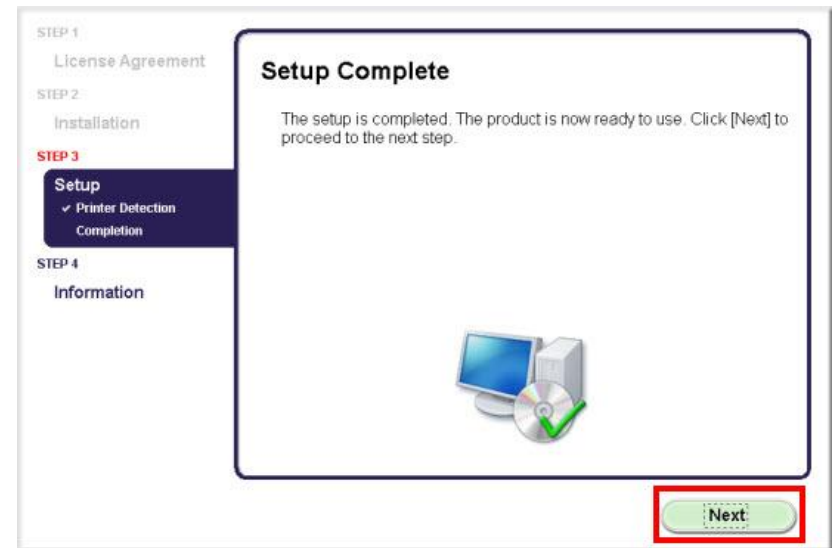 STEP 1
License Agreement
STEP 2
Installation
STEP 3
Setup
Printer Detection
Completion
STEP 4
Information
Setup Complete
The setup is completed. The product is now ready to use. Click [Next] to
proceed to the next step.
Next